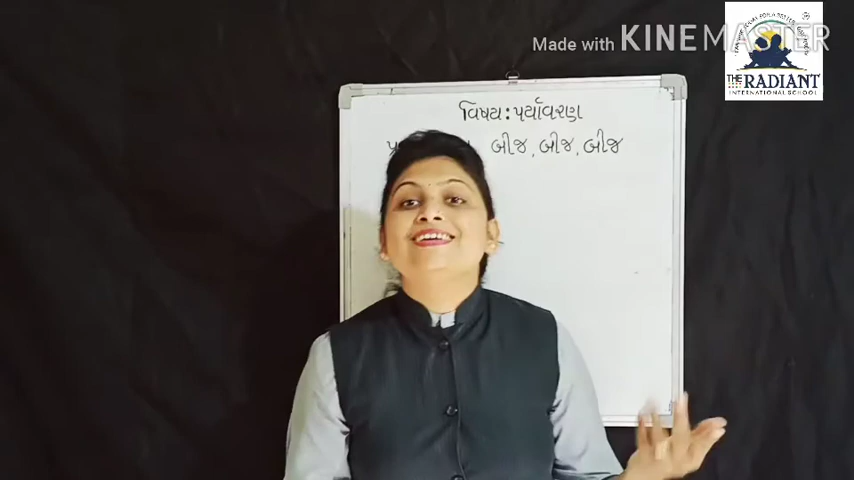 Made with KINEMASTER
THE RADIANT
INTERNATIONAL SCHOOL
વિષય: પર્યાવરણ
બીજ, બીજ, બીજ